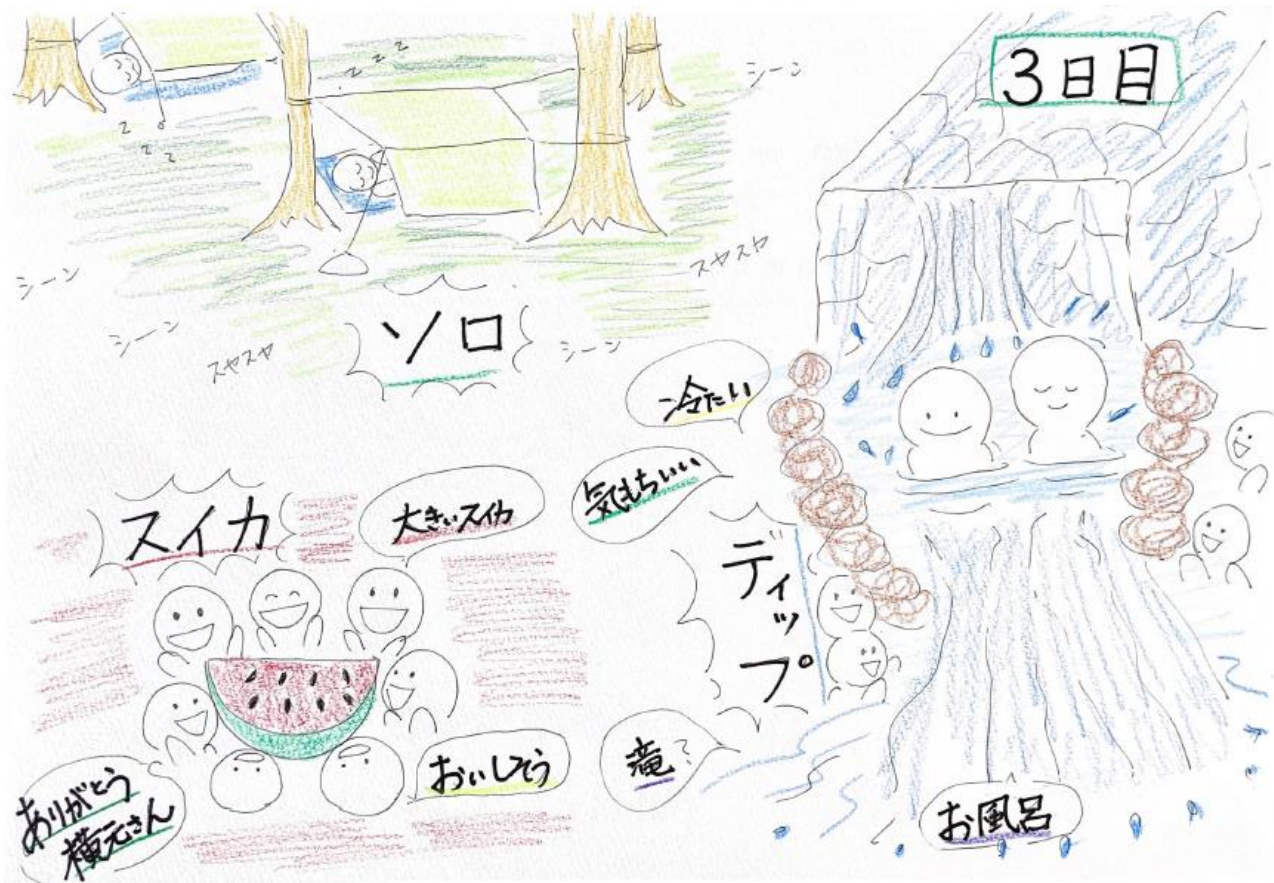 3日目
z z z
z z z z
シーン
シーン
シーン
シーン
スヤスヤ
スヤスヤ
ソロ
冷たい
気もちいい
ディップ
滝?
お風呂
スイカ
大きいスイカ
おいしそう
ありがとう
横元さん